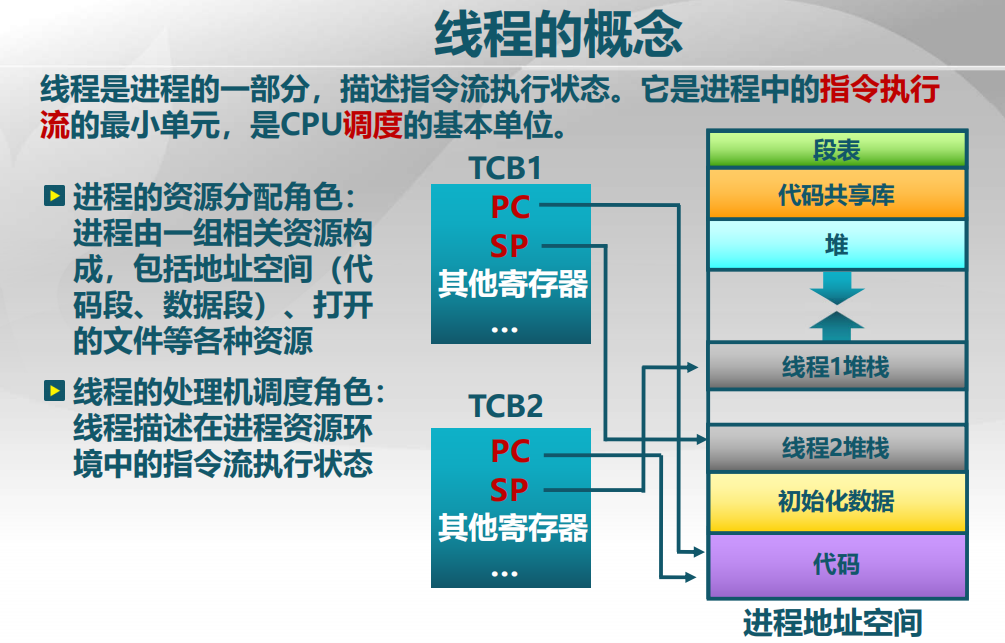 线程的概念
线程是进程的一部分，描述指令流执行状态。它是进程中的指令执行
流的最小单元，是CPU调度的基本单位。
进程的资源分配角色：
进程由一组相关资源构
成，包括地址空间（代
码段、数据段）、打开
的文件等各种资源
线程的处理机调度角色：
线程描述在进程资源环
境中的指令流执行状态
TCB1
PC
SP
其他寄存器
...
TCB2
PC
SP
其他寄存器
...
段表
代码共享库
堆
线程1堆栈
线程2堆栈
初始化数据
代码
进程地址空间